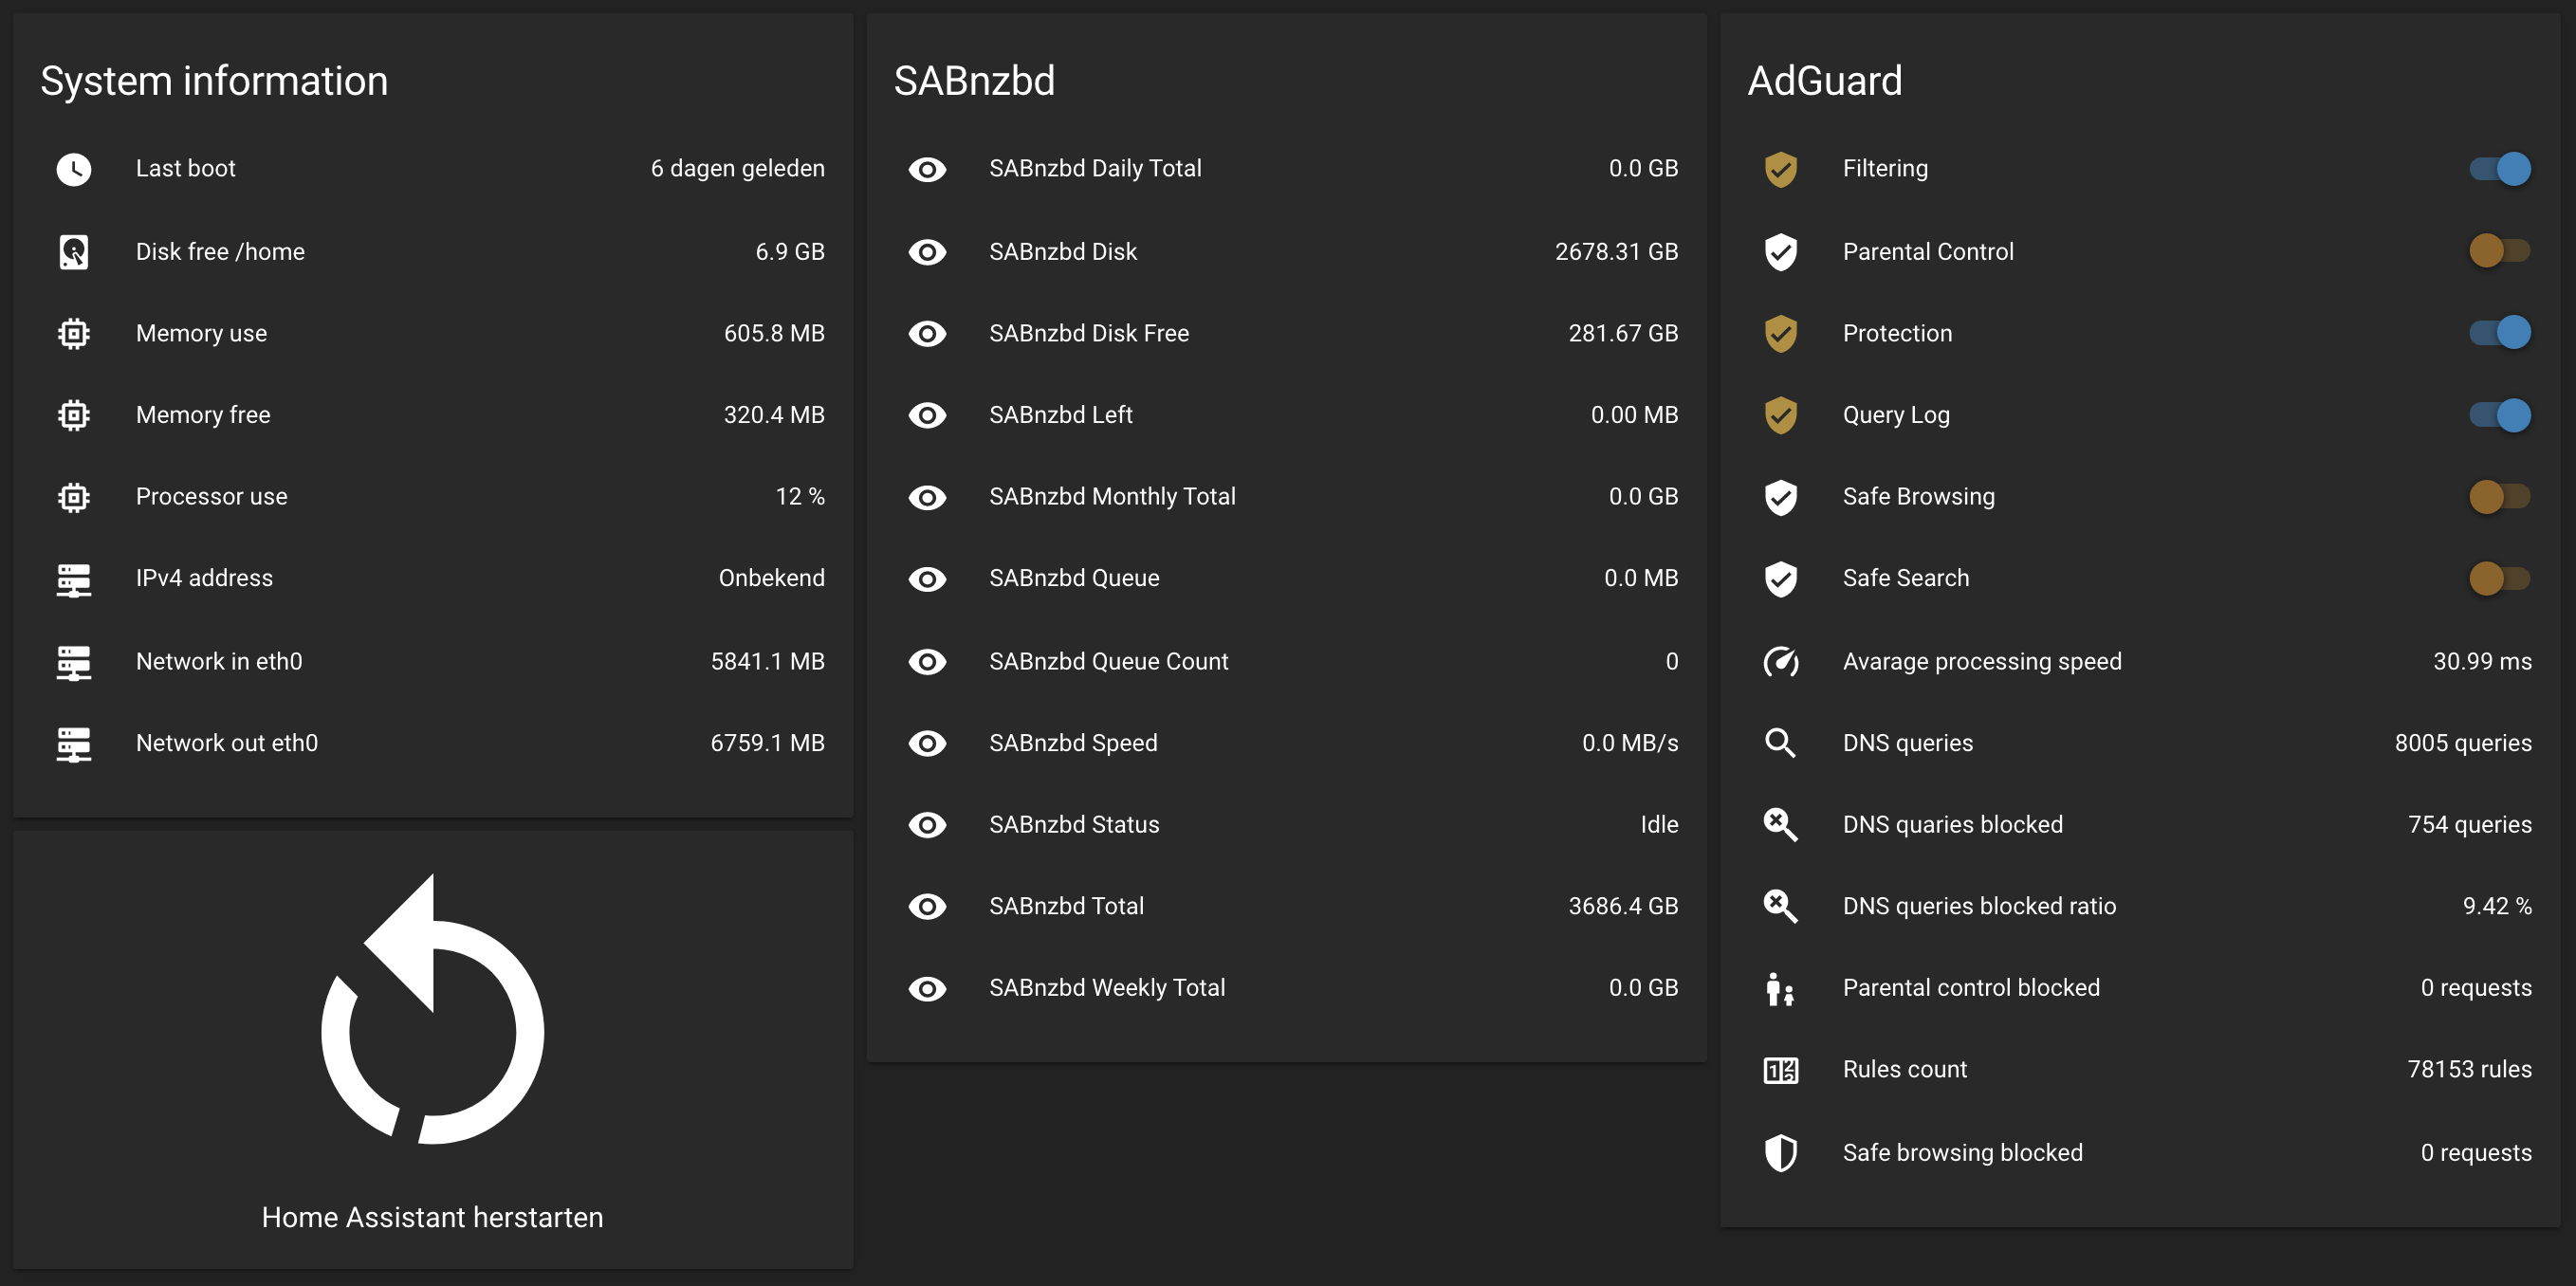 System information
Last boot 6 dagen geleden
Disk free /home 6.9 GB
Memory use 605.8 MB
Memory free 320.4 MB
Processor use 12 %
IPv4 address Onbekend
Network in eth0 5841.1 MB
Network out eth0 6759.1 MB
Home Assistant herstarten
SABnzbd
SABnzbd Daily Total 0.0 GB
SABnzbd Disk 2678.31 GB
SABnzbd Disk Free 281.67 GB
SABnzbd Left 0.00 MB
SABnzbd Monthly Total 0.0 GB
SABnzbd Queue 0.0 MB
SABnzbd Queue Count 0
SABnzbd Speed 0.0 MB/s
SABnzbd Status Idle
SABnzbd Total 3686.4 GB
SABnzbd Weekly Total 0.0 GB
AdGuard
Filtering
Parental Control
Protection
Query Log
Safe Browsing
Safe Search
Avarage processing speed 30.99 ms
DNS queries 8005 queries
DNS quaries blocked 754 queries
DNS queries blocked ratio 9.42 %
Parental control blocked 0 requests
Rules count 78153 rules
Safe browsing blocked 0 requests